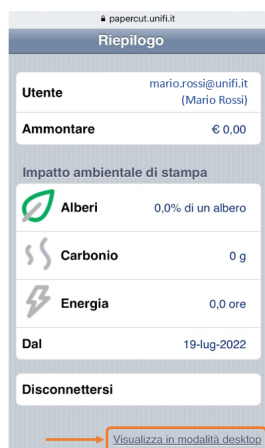 papercut.unifi.it
Riepilogo
Utente mario.rossi@unifi.it
(Mario Rossi)
Ammontare € 0,00
Impatto ambientale di stampa
Alberi 0,0% di un albero
Carbonio 0 g
Energia 0,0 ore
Dal 19-lug-2022
Disconnettersi
Visualizza in modalità desktop